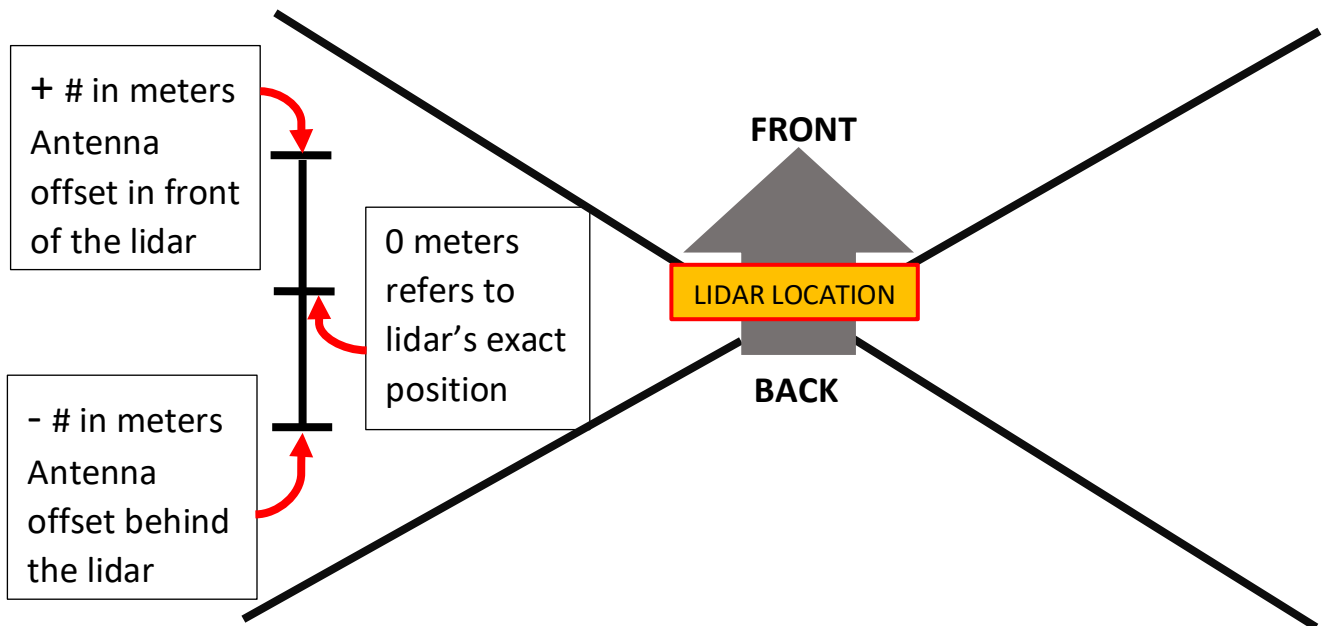 + # in meters
Antenna
offset in front
of the lidar
0 meters
refers to
lidar’s exact
position
- # in meters
Antenna
offset behind
the lidar
FRONT
LIDAR LOCATION
BACK